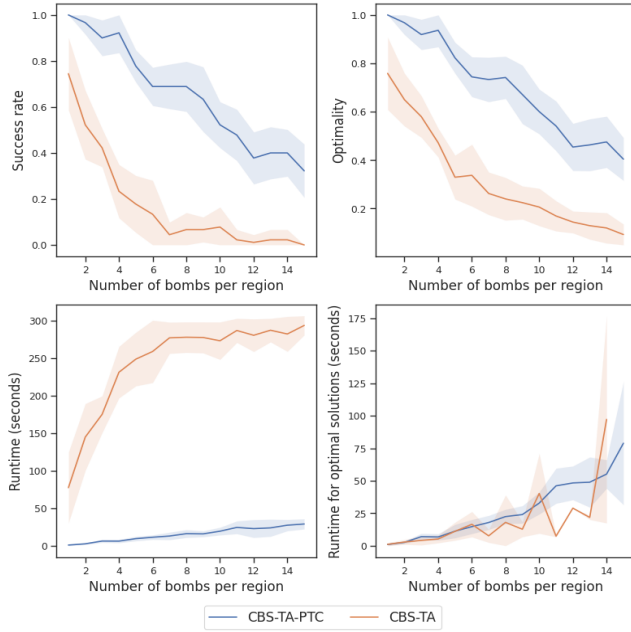 1.0
0.8
0.6
0.4
0.2
0.0
Success rate
2 4 6 8 10 12 14
Number of bombs per region
1.0
0.8
0.6
0.4
0.2
Optimality
2 4 6 8 10 12 14
Number of bombs per region
300
250
200
150
100
50
0
Runtime (seconds)
2 4 6 8 10 12 14
Number of bombs per region
175
150
125
100
75
50
25
0
Runtime for optimal solutions (seconds)
2 4 6 8 10 12 14
Number of bombs per region
CBS-TA-PTC CBS-TA